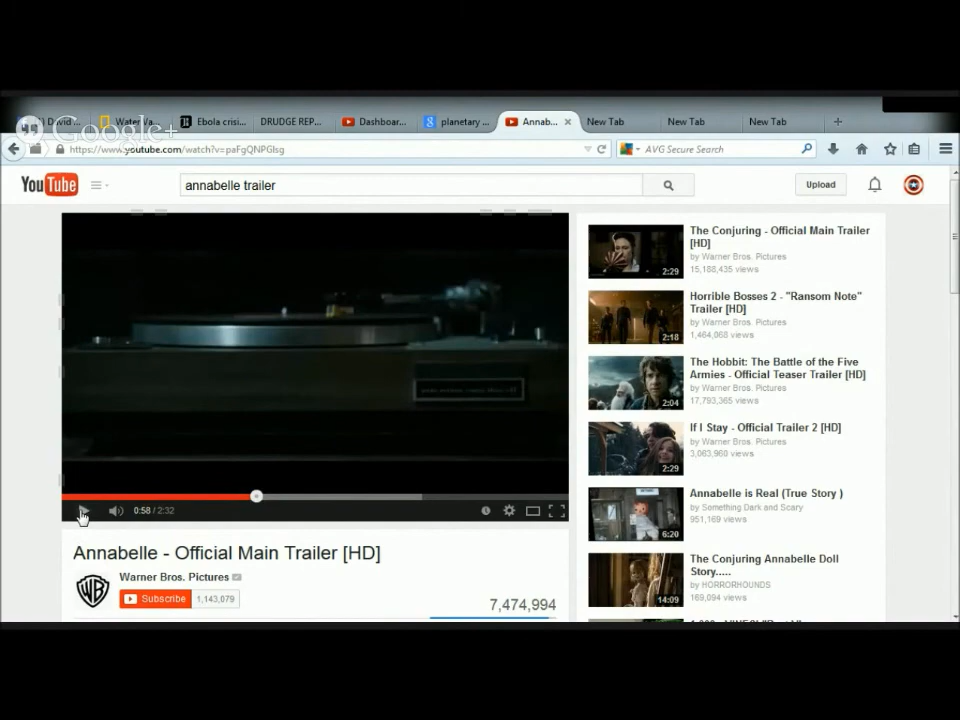 Google+
David ...
Water Va...
Ebola crisi...
DRUDGE REP...
Dashboar...
planetary ...
Annab...
New Tab
New Tab
New Tab
https://www.youtube.com/watch?v=paFgQNPGlsg
AVG Secure Search
YouTube
annabelle trailer
Upload
0:58 / 2:32
Annabelle - Official Main Trailer [HD]
WB
Warner Bros. Pictures
Subscribe
1,143,079
7,474,994
2:29
The Conjuring - Official Main Trailer
[HD]
by Warner Bros. Pictures
15,188,435 views
2:18
Horrible Bosses 2 - "Ransom Note"
Trailer [HD]
by Warner Bros. Pictures
1,464,068 views
2:04
The Hobbit: The Battle of the Five
Armies - Official Teaser Trailer [HD]
by Warner Bros. Pictures
17,793,365 views
2:29
If I Stay - Official Trailer 2 [HD]
by Warner Bros. Pictures
3,063,960 views
6:20
Annabelle is Real (True Story )
by Something Dark and Scary
951,169 views
14:09
The Conjuring Annabelle Doll
Story.....
by HORRORHOUNDS
169,094 views